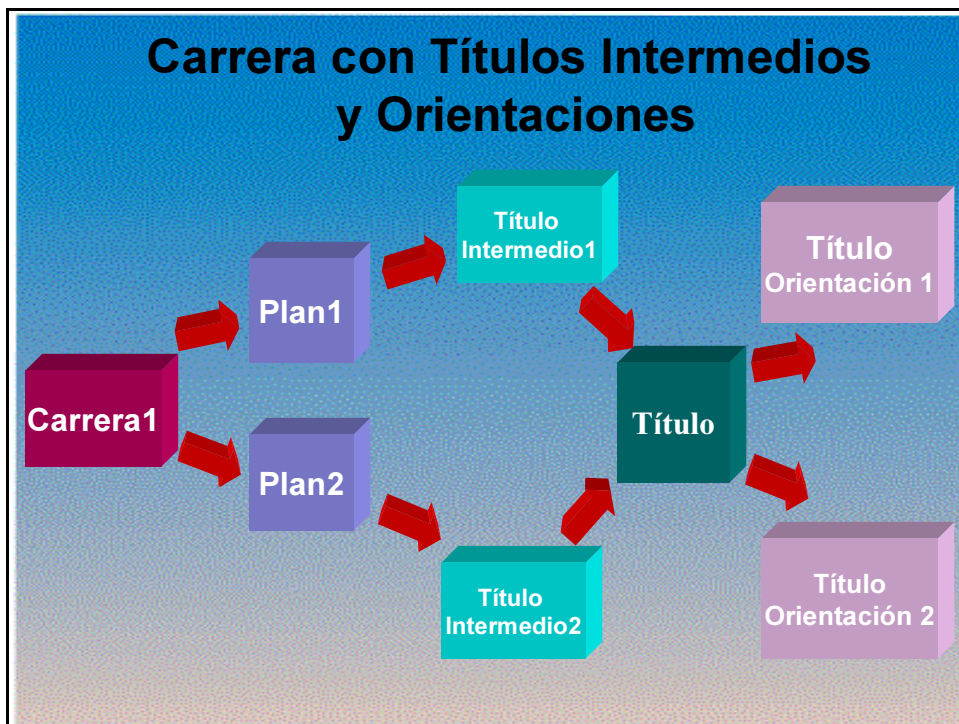 Carrera con Títulos Intermedios
y Orientaciones
Título
Intermedio1
Título
Orientación 1
Plan1
Carrera1
Título
Plan2
Título
Intermedio2
Título
Orientación 2